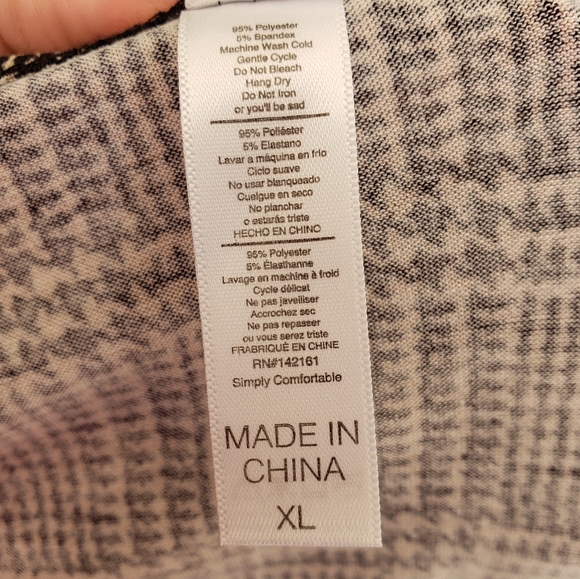 95% Polyester
5% Spandex
Machine Wash Cold
Gentle Cycle
Do Not Bleach
Hang Dry
Do Not Iron
or you'll be sad
95% Poliéster
5% Elastano
Lavar a máquina en frío
Ciclo suave
No usar blanqueado
Cuelgue en seco
No planchar
o estarás triste
HECHO EN CHINO
95% Polyester
5% Élasthanne
Lavage en machine à froid
Cycle délicat
Ne pas javelliser
Accrochez sec
Ne pas repasser
ou vous serez triste
FRABRIQUÉ EN CHINE
RN#142161
Simply Comfortable
MADE IN
CHINA
XL